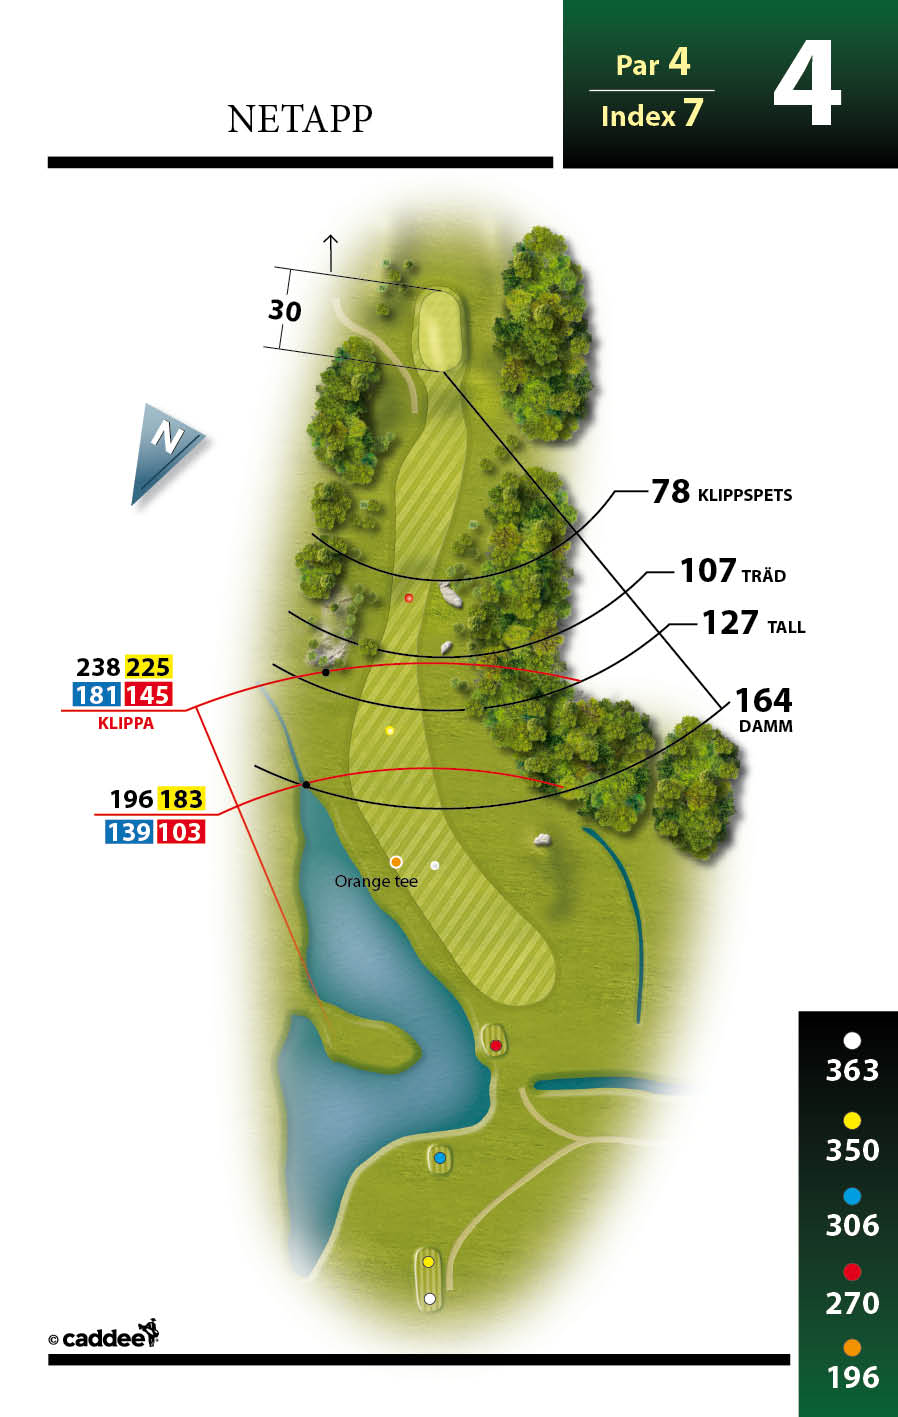 NETAPP
Par 4
Index 7
4
30
N
78 KLIPPSPETS
107 TRÄD
127 TALL
238 225
181 145
KLIPPA
164
DAMM
196 183
139 103
Orange tee
363
350
306
270
196
© caddee